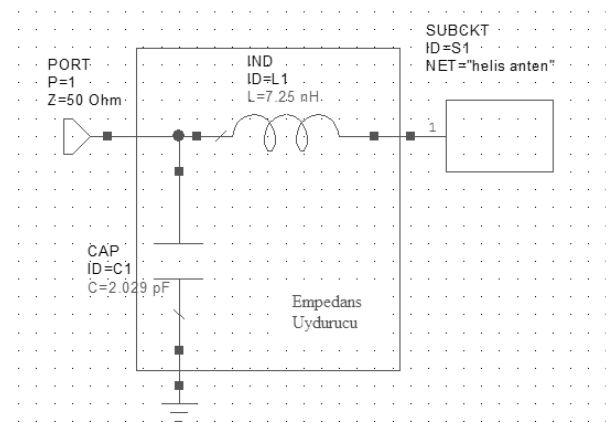 PORT
P=1
Z=50 Ohm
IND
ID=L1
L=7.25 nH
SUBCKT
ID=S1
NET="helis anten"
1
CAP
ID=C1
C=2.029 pF
Empedans
Uydurucu